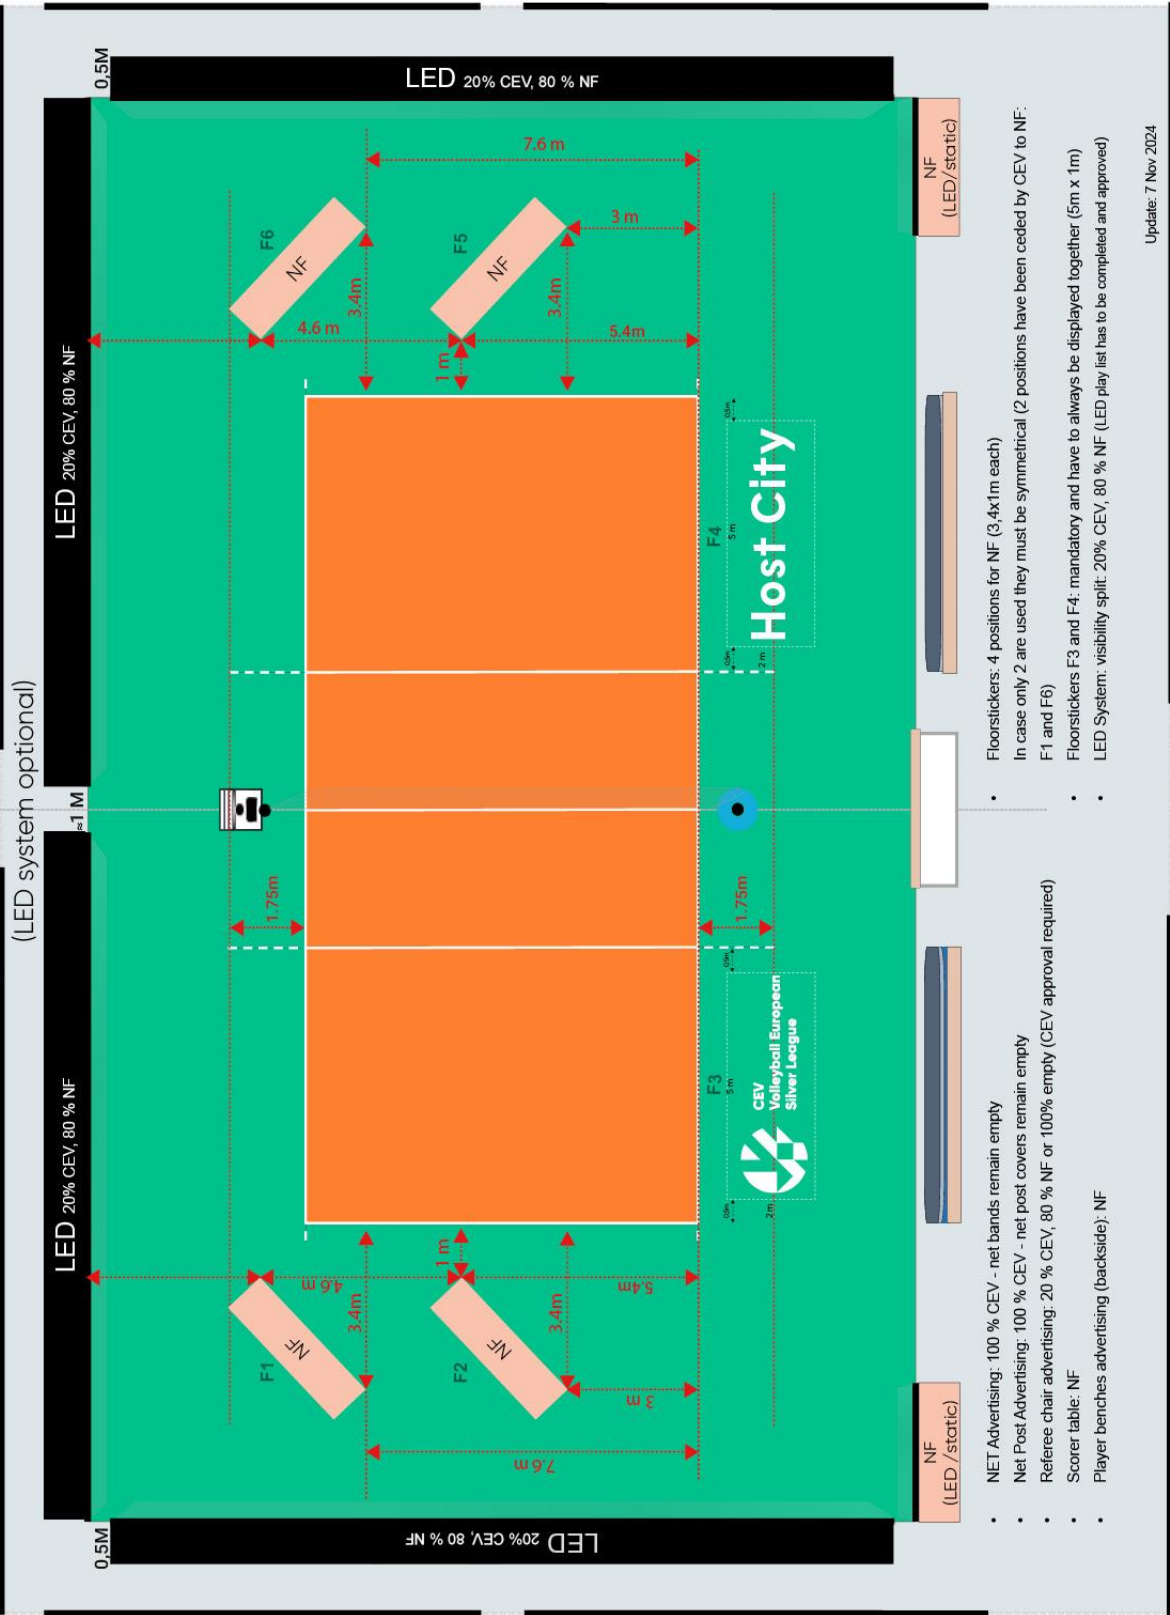 (LED system optional)
0,5M
LED 20% CEV, 80 % NF
≈1 M
LED 20% CEV, 80 % NF
0,5M
LED 20% CEV, 80 % NF
LED 20% CEV, 80 % NF
F1
NF
4.6 m
3.4m
1 m
F2
NF
3.4m
5.4m
3 m
7.6 m
1.75m
1.75m
F6
NF
4.6 m
3.4m
1 m
F5
NF
3.4m
5.4m
3 m
7.6 m
F3
5 m
0,5m
0,5m
2 m
CEV
Volleyball European
Silver League
F4
5 m
0,5m
0,5m
2 m
Host City
NF
(LED /static)
NF
(LED/static)
• NET Advertising: 100 % CEV - net bands remain empty
• Net Post Advertising: 100 % CEV - net post covers remain empty
• Referee chair advertising: 20 % CEV, 80 % NF or 100% empty (CEV approval required)
• Scorer table: NF
• Player benches advertising (backside): NF
• Floorstickers: 4 positions for NF (3,4x1m each)
In case only 2 are used they must be symmetrical (2 positions have been ceded by CEV to NF:
F1 and F6)
• Floorstickers F3 and F4: mandatory and have to always be displayed together (5m x 1m)
• LED System: visibility split: 20% CEV, 80 % NF (LED play list has to be completed and approved)
Update: 7 Nov 2024